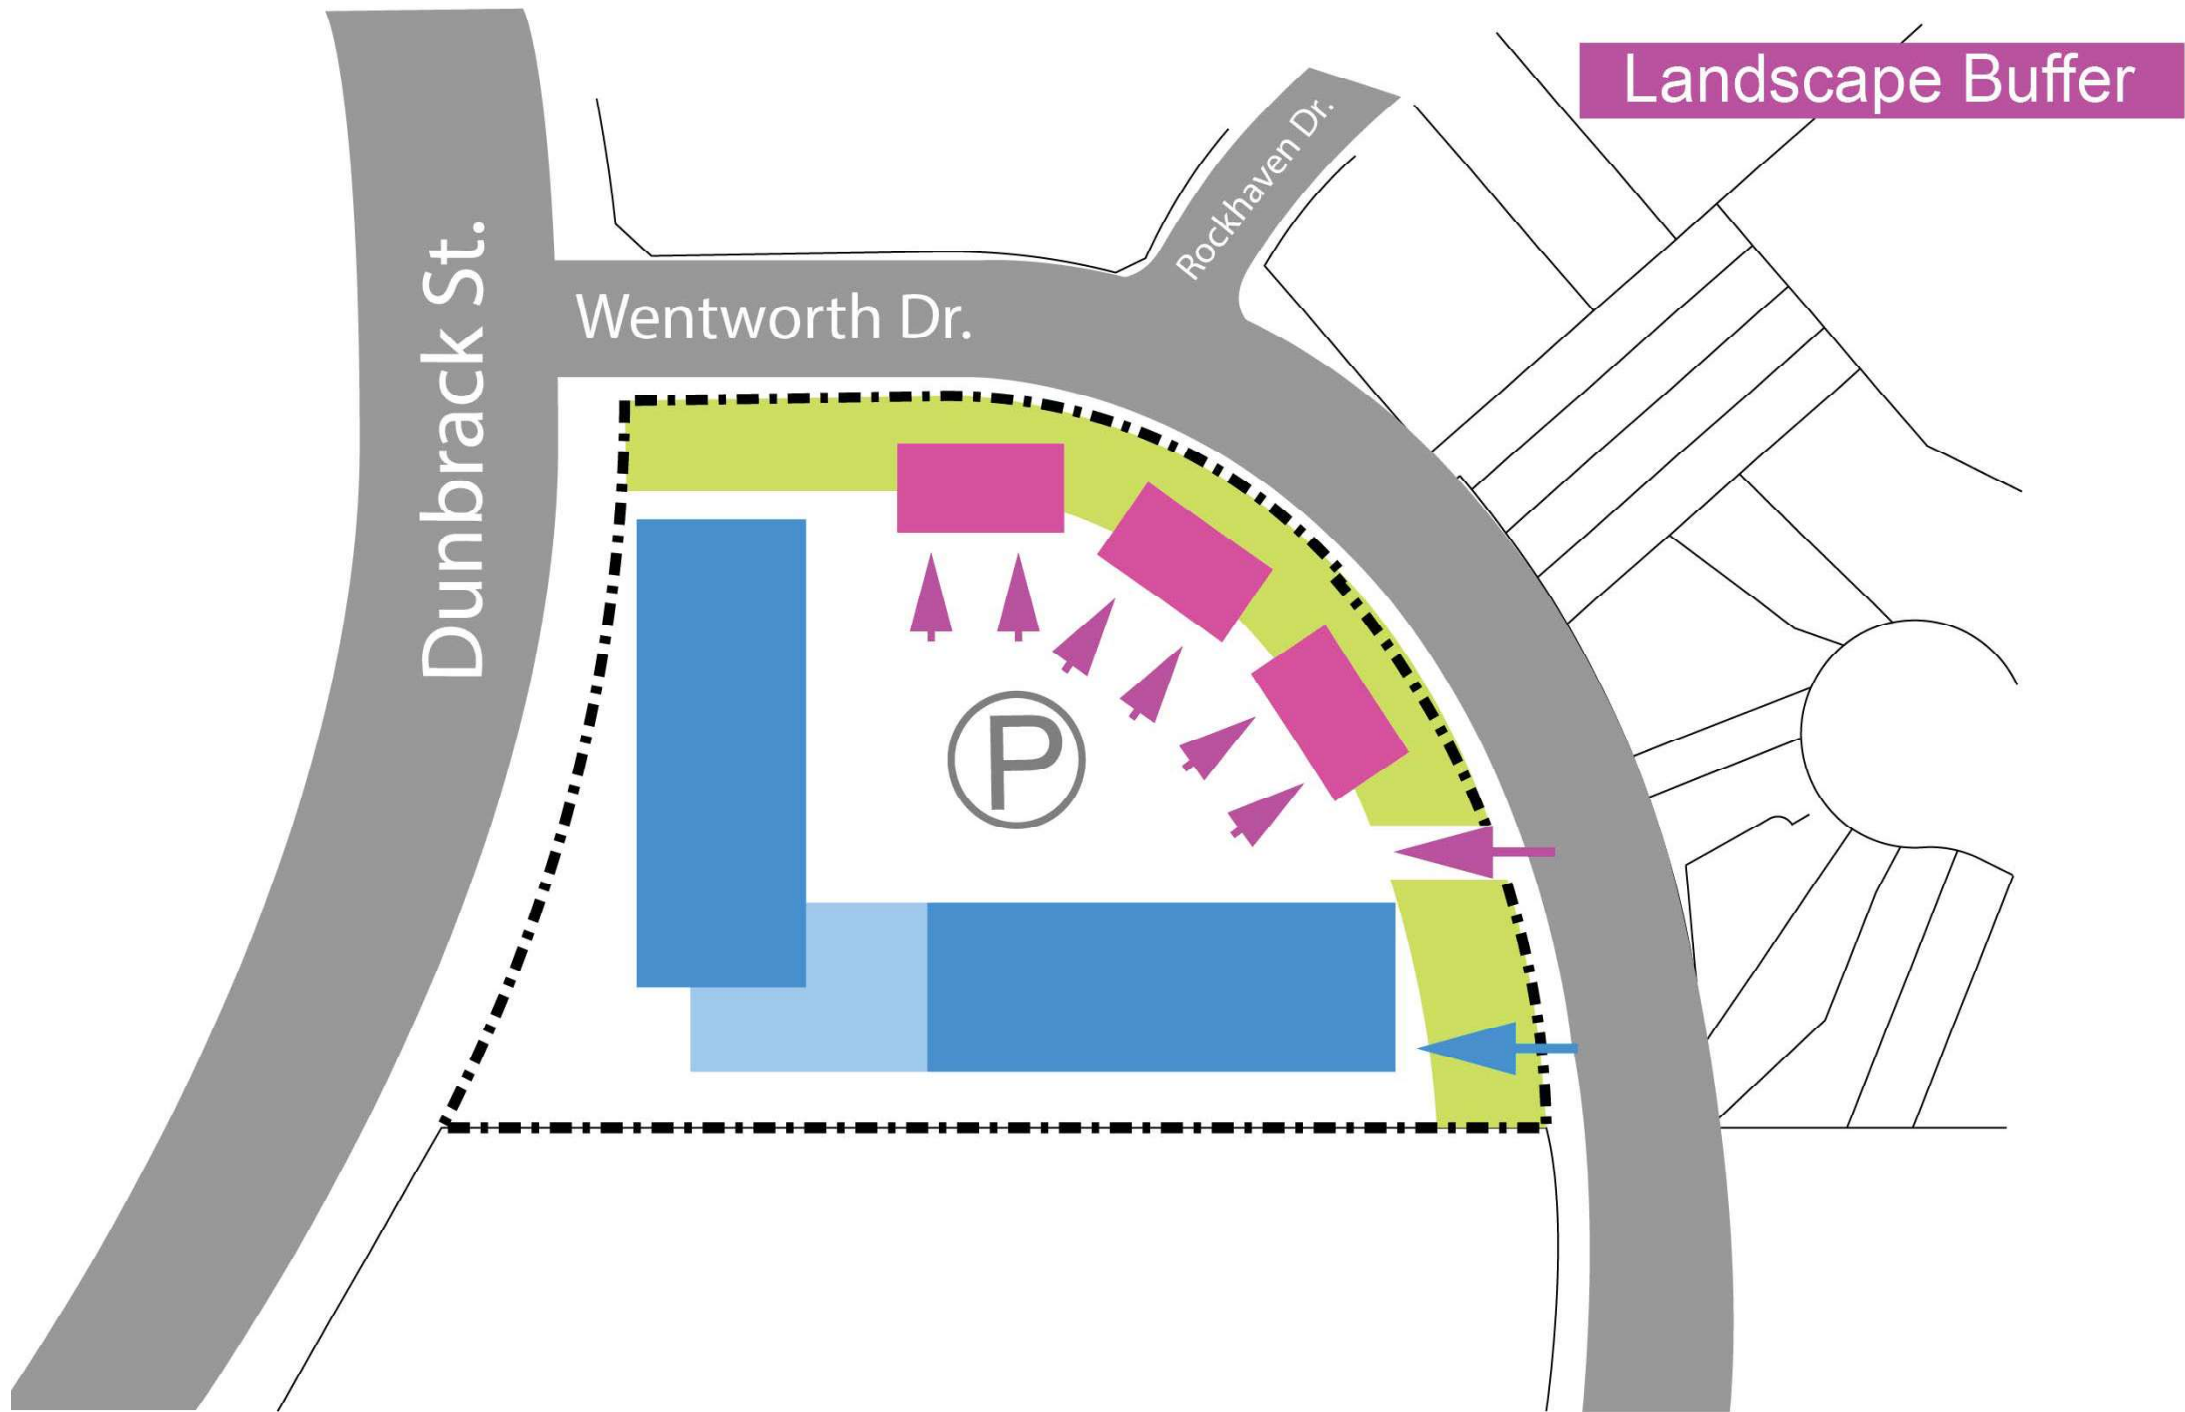 Landscape Buffer
Rockhaven Dr.
Wentworth Dr.
Dunbrack St.
P